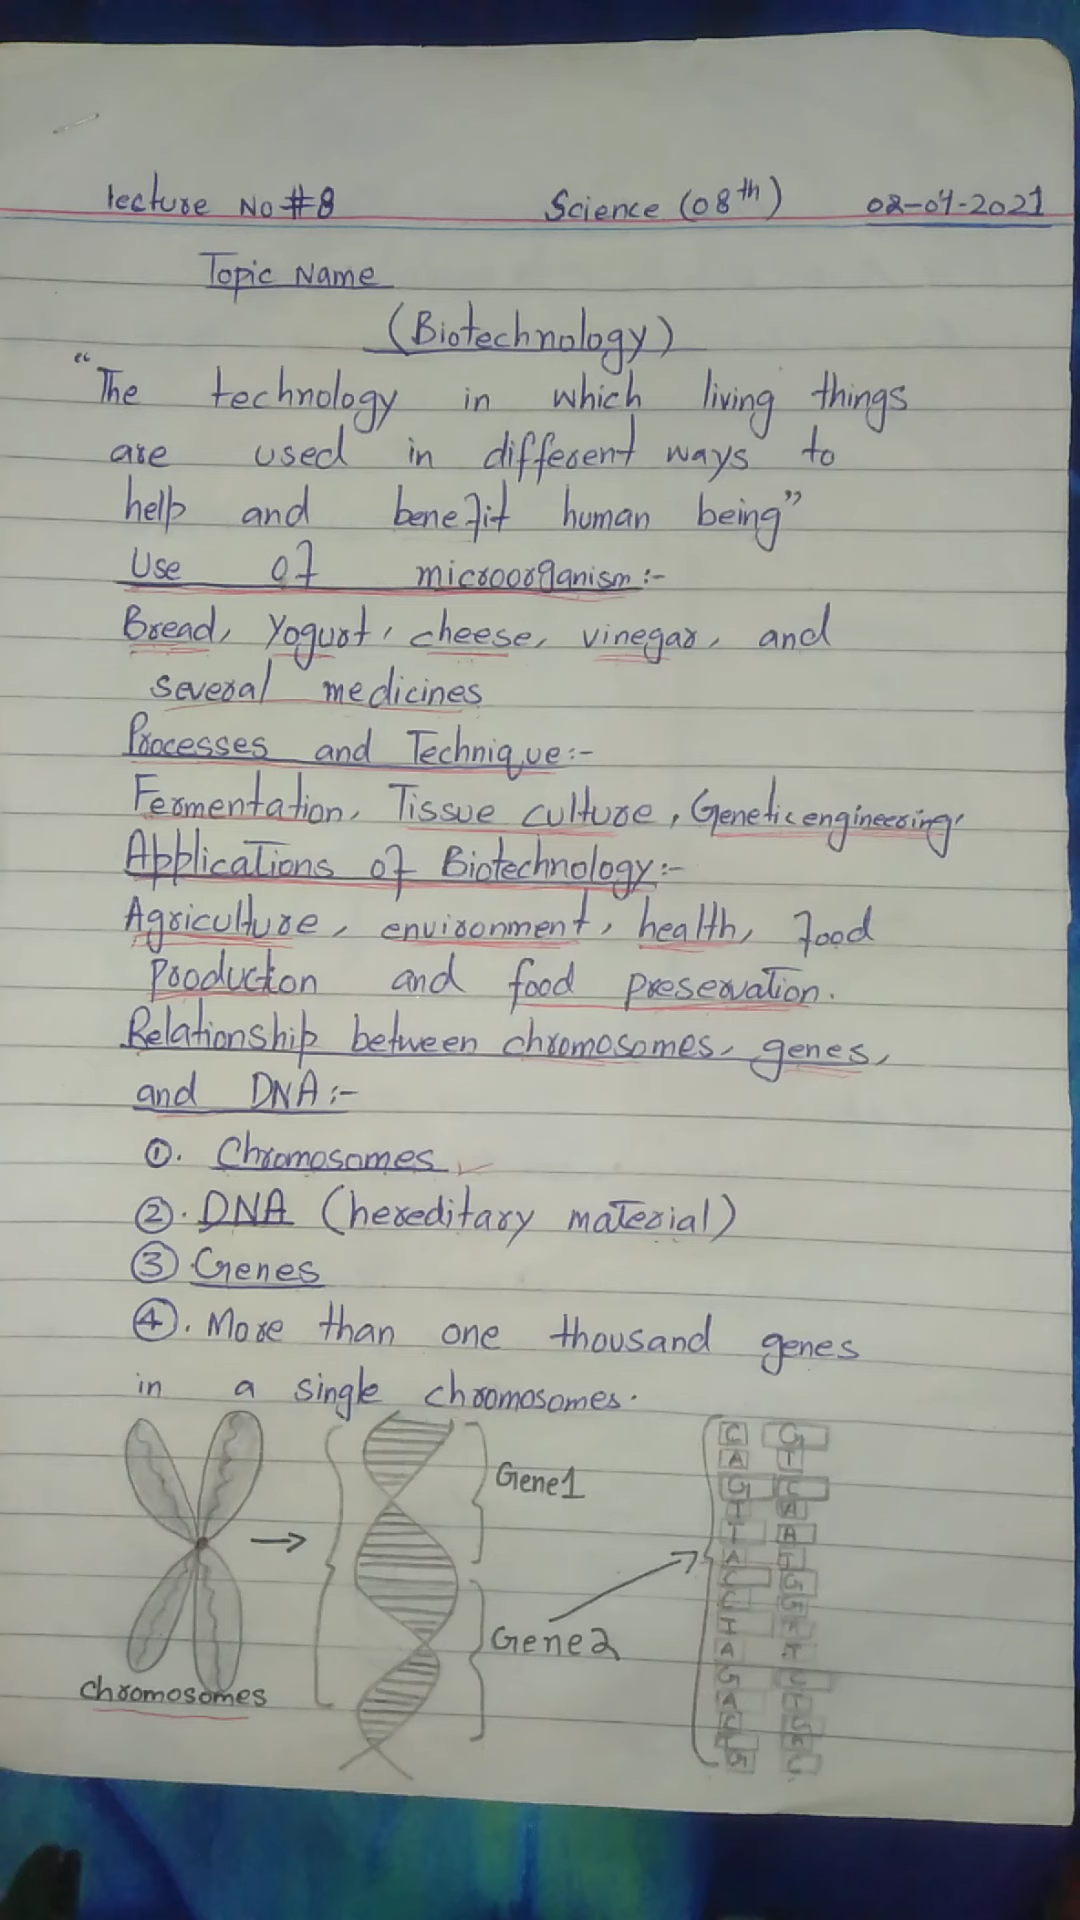 Lecture No #8 Science (08th) 02-04-2021
Topic Name
(Biotechnology)
"The technology in which living things
are used in different ways to
help and benefit human being"
Use of microorganism:-
Bread, Yogurt, cheese, vinegar, and
several medicines
Processes and Technique:-
Fermentation, Tissue culture, Genetic engineering,
Applications of Biotechnology:-
Agriculture, environment, health, food
Production and food preservation.
Relationship between chromosomes, genes,
and DNA:-
①. Chromosomes
②. DNA (hereditary material)
③ Genes
④. More than one thousand genes
in a single chromosomes.
chromosomes
Gene1
Gene2
C G
A T
G C
T A
T A
A T